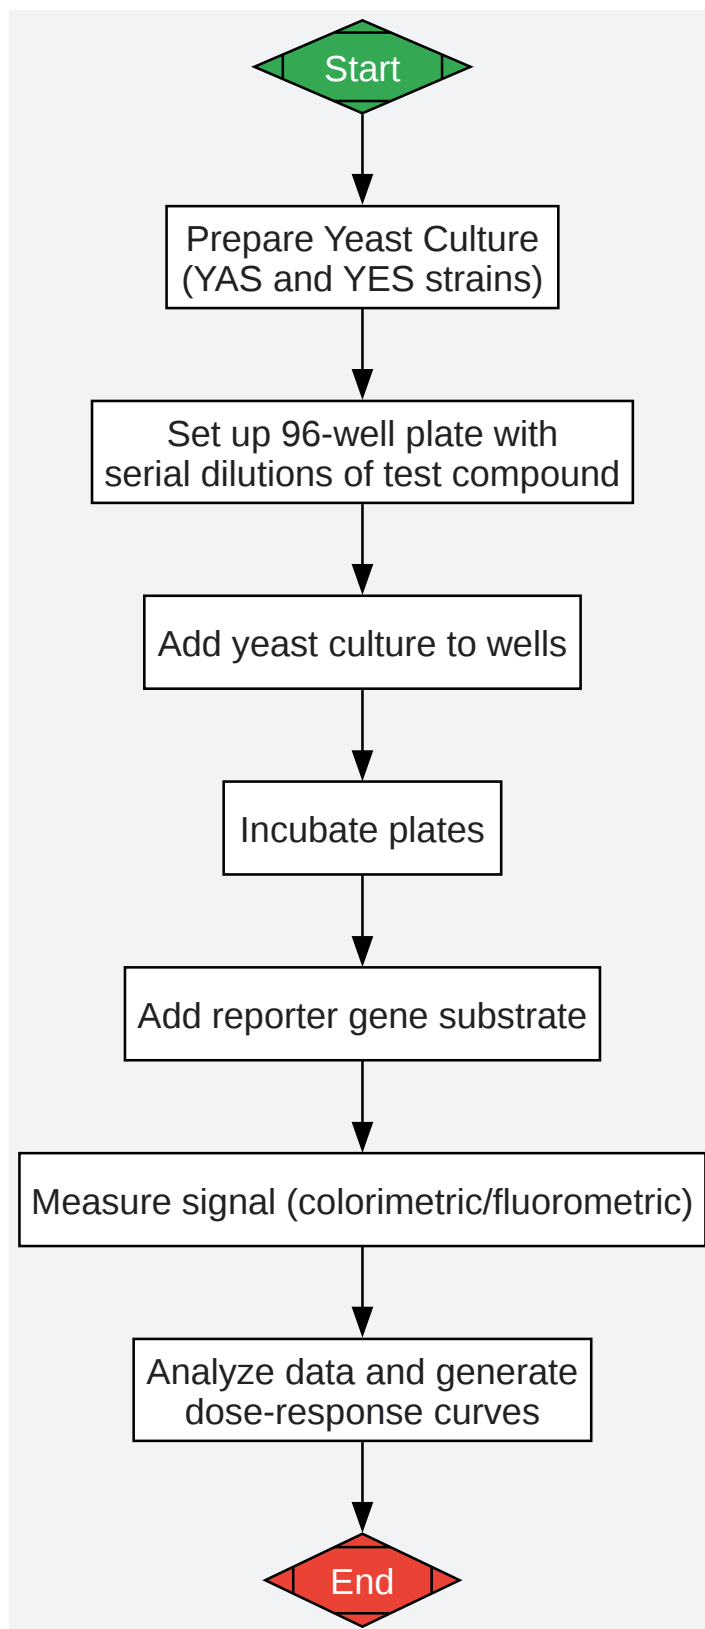 Start
Prepare Yeast Culture
(YAS and YES strains)
Set up 96-well plate with
serial dilutions of test compound
Add yeast culture to wells
Incubate plates
Add reporter gene substrate
Measure signal (colorimetric/fluorometric)
Analyze data and generate
dose-response curves
End